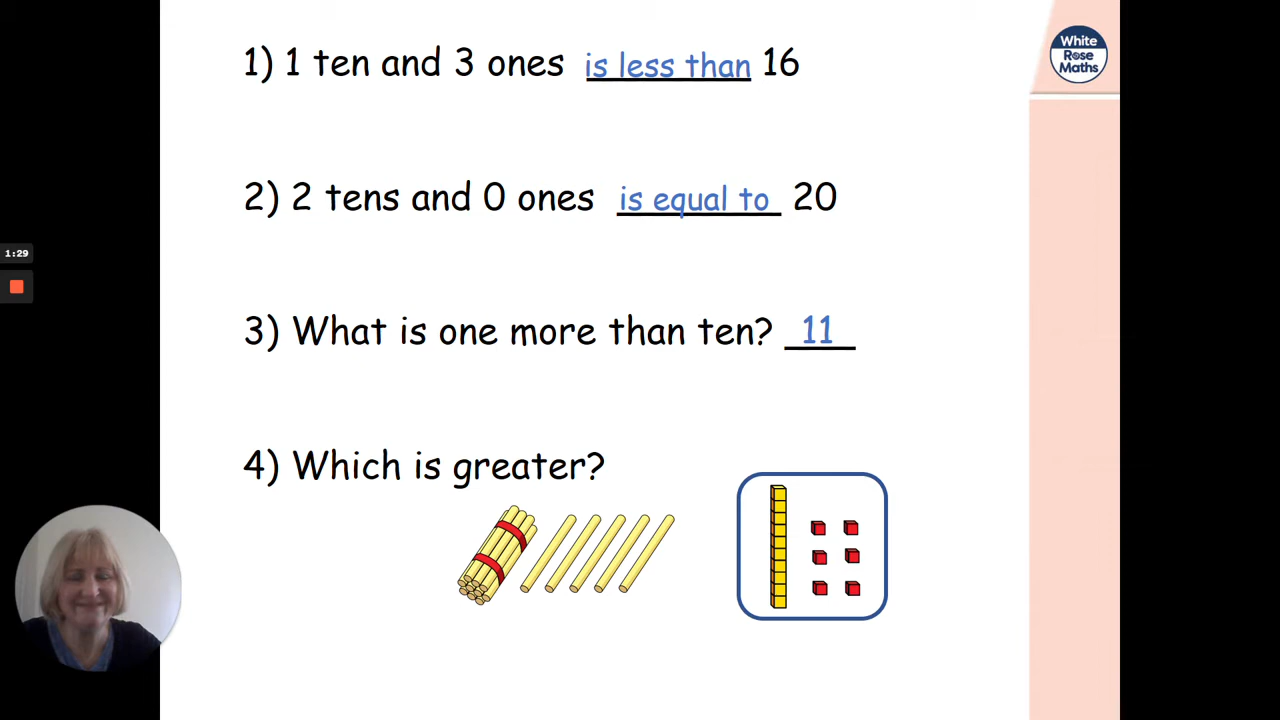 1) 1 ten and 3 ones is less than 16
White
Rose
Maths
2) 2 tens and 0 ones is equal to 20
1:29
3) What is one more than ten? 11
4) Which is greater?